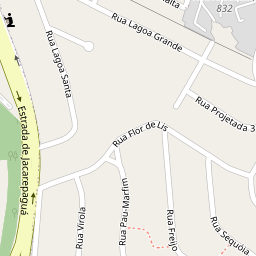 832
Rua Lagoa Grande
Rua Lagoa Santa
Rua Projetada 3
Estrada de Jacarepaguá
Rua Flor de Lis
Rua Virola
Rua Pau Marfim
Rua Freijo
Rua Sequóia